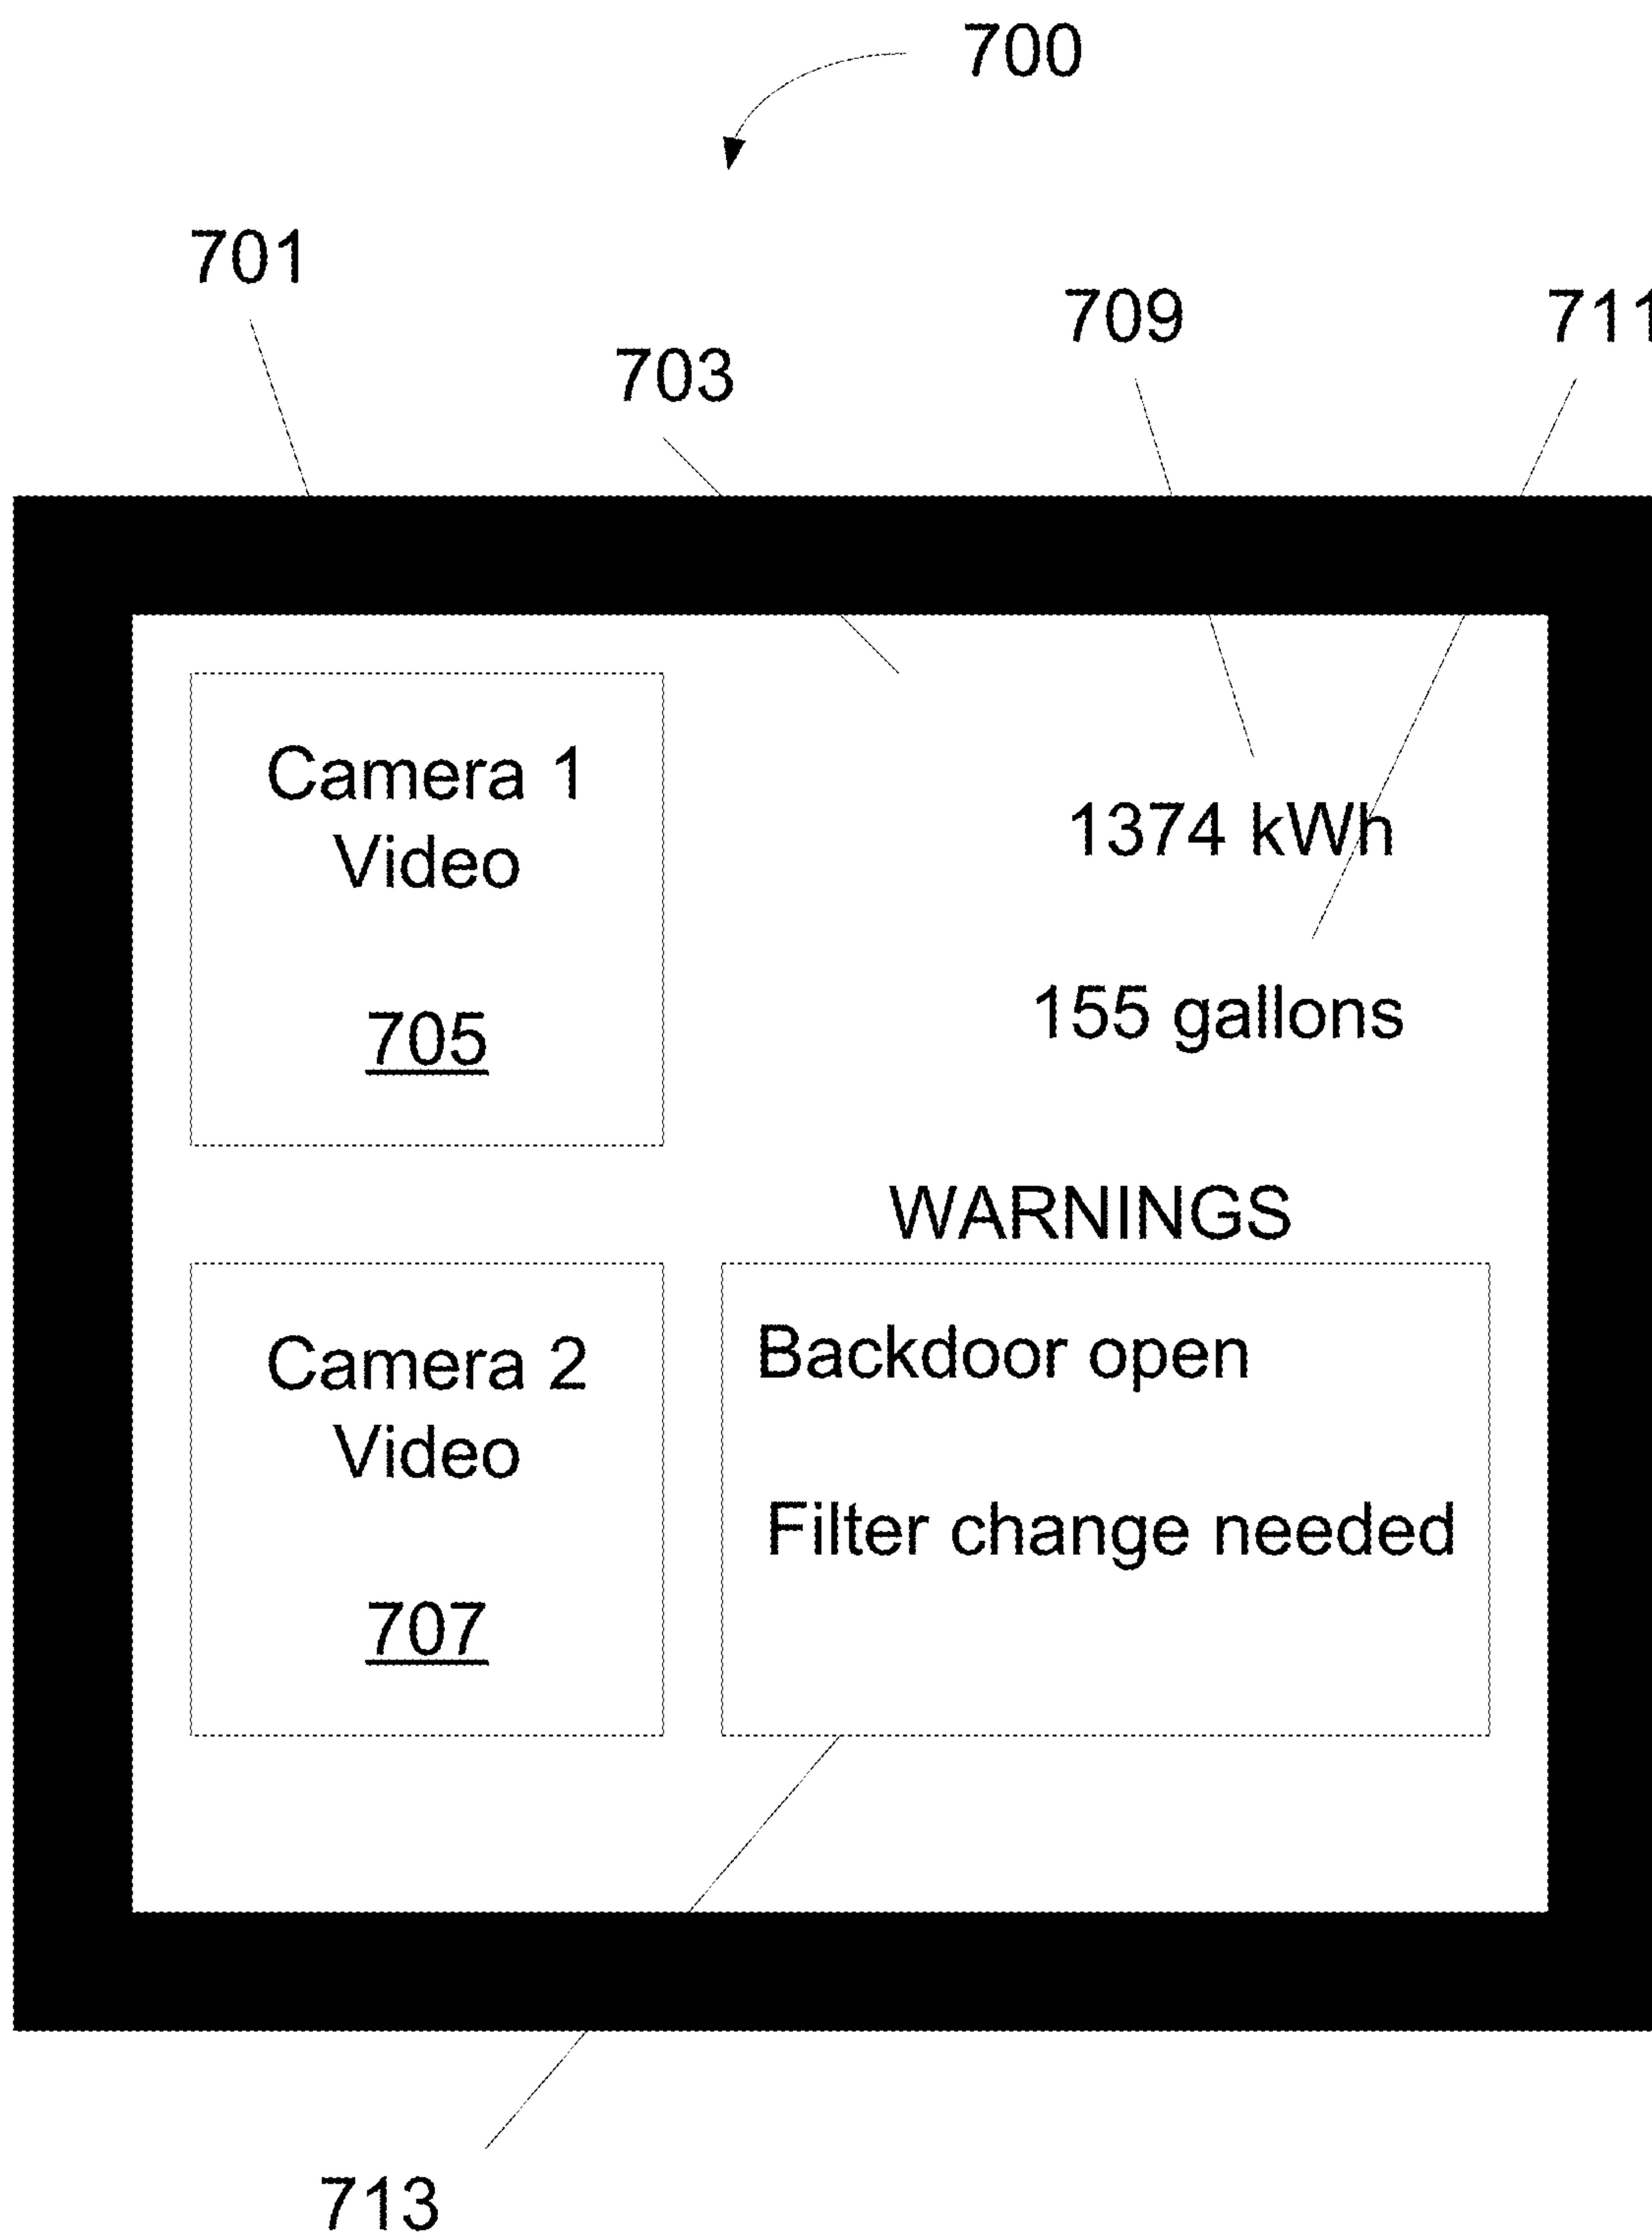 700
701
709
711
703
Camera 1
Video
705
1374 kWh
155 gallons
WARNINGS
Camera 2
Video
707
Backdoor open
Filter change needed
713